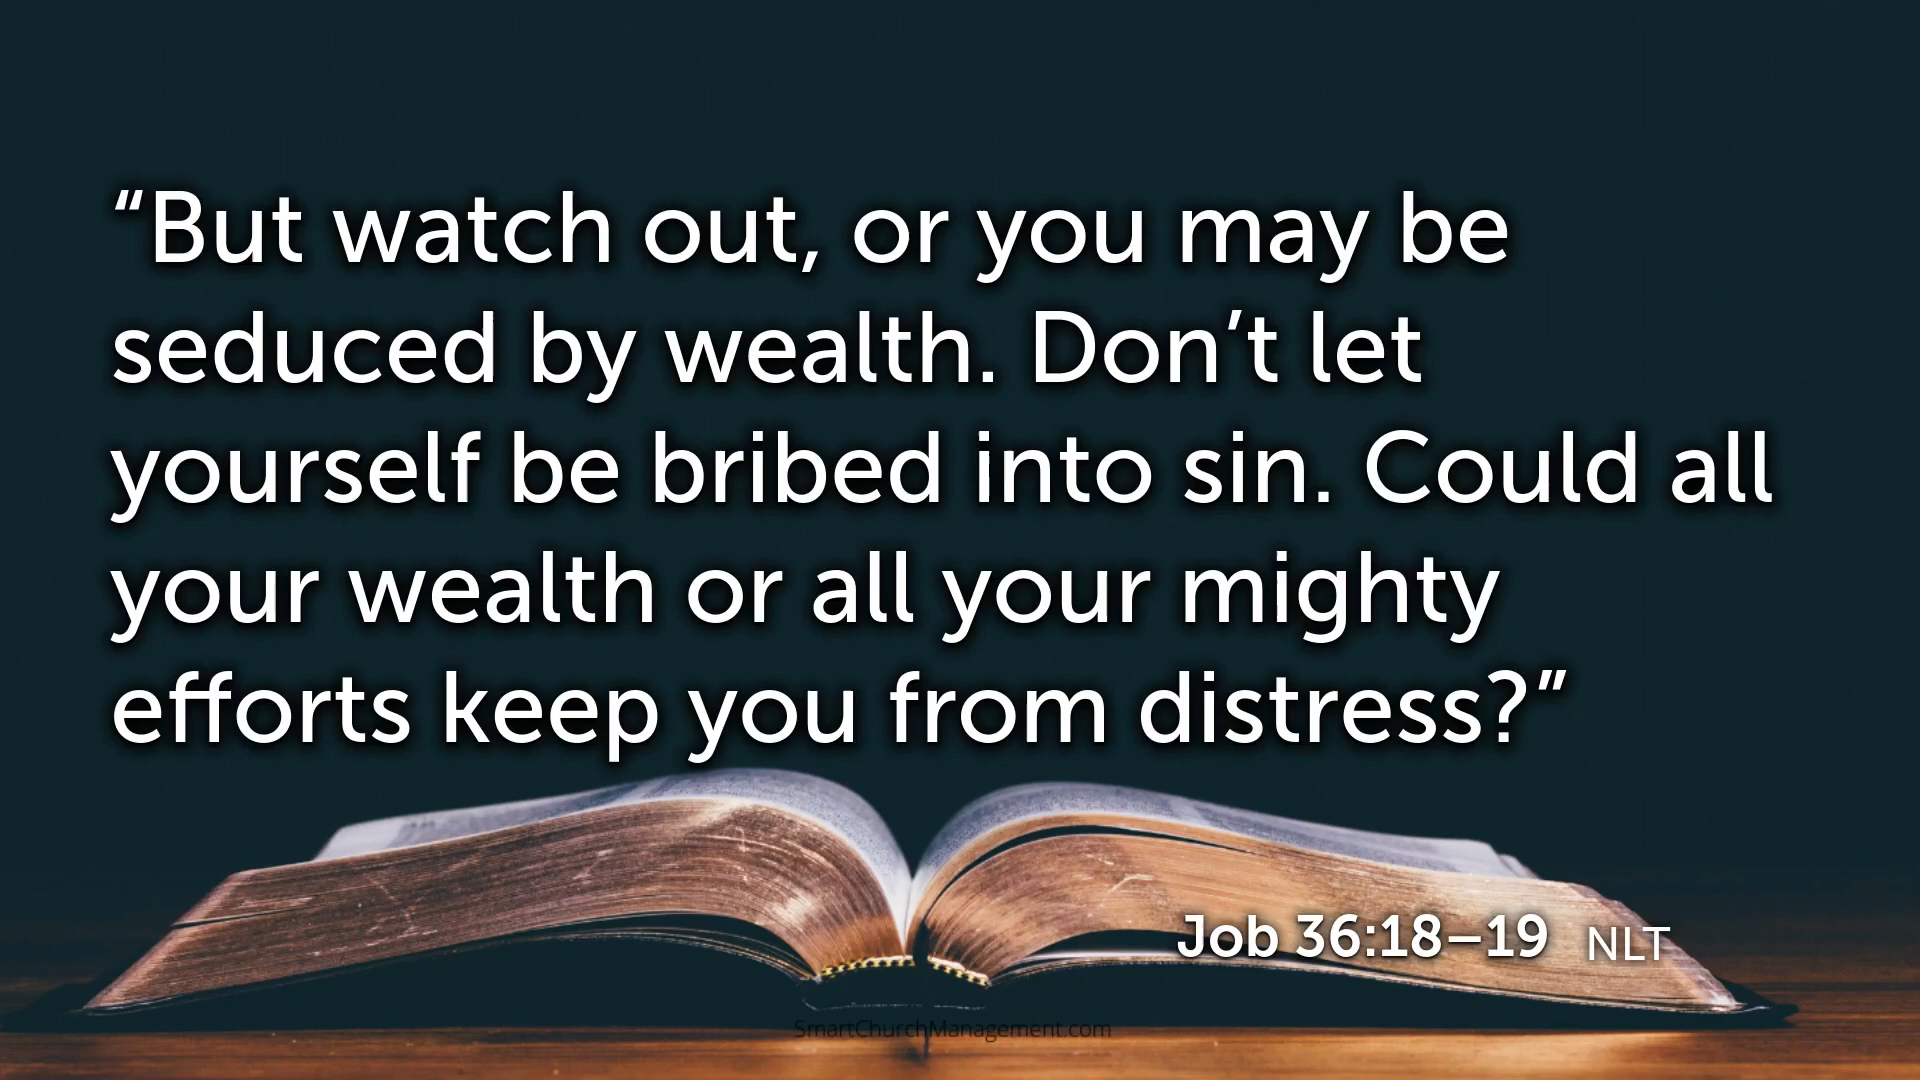 “But watch out, or you may be
seduced by wealth. Don’t let
yourself be bribed into sin. Could all
your wealth or all your mighty
efforts keep you from distress?”
Job 36:18–19 NLT
SmartChurchManagement.com